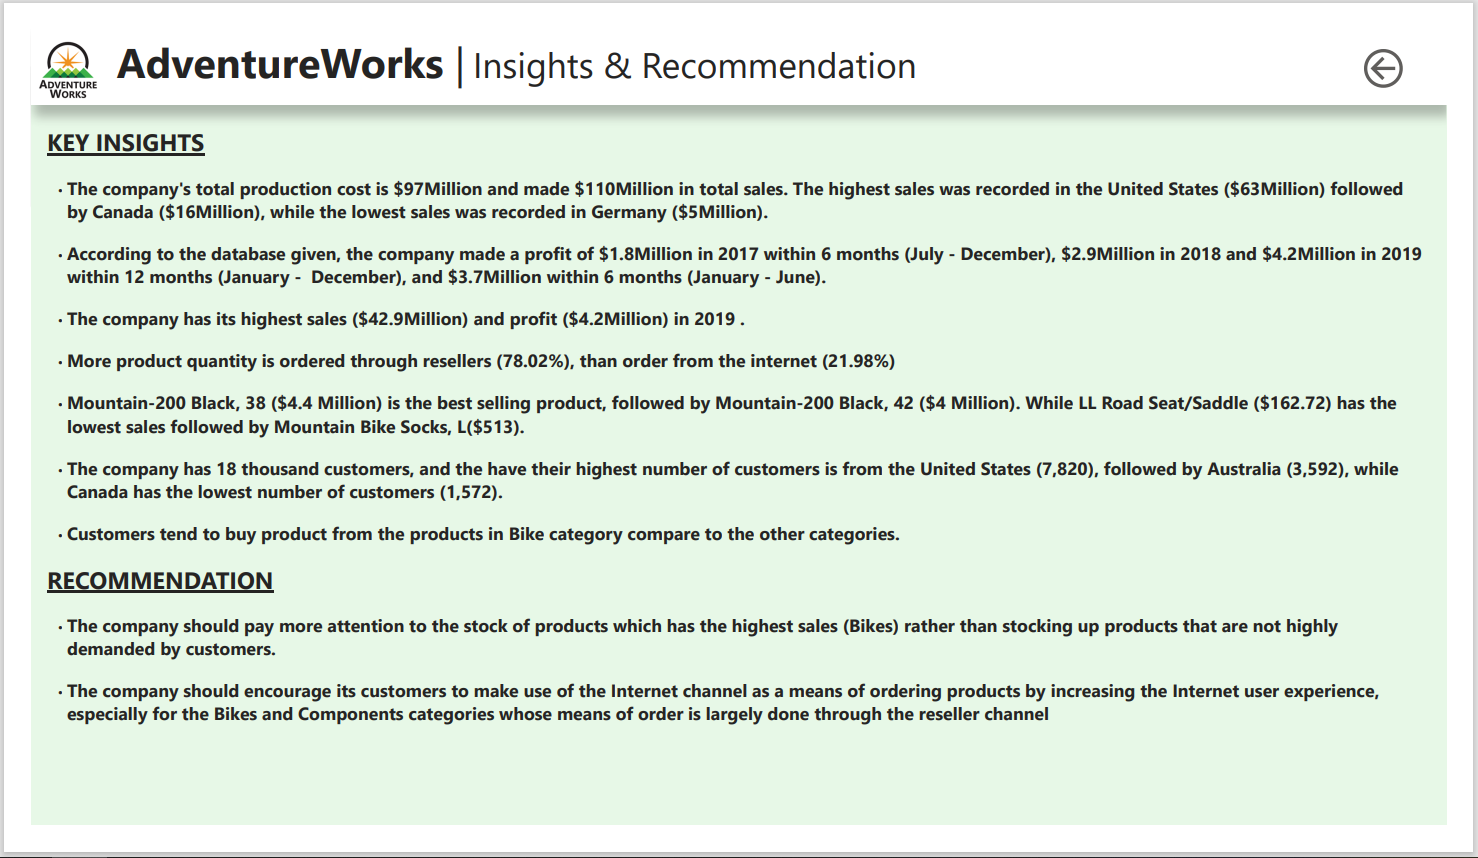 ADVENTURE
WORKS
AdventureWorks | Insights & Recommendation
KEY INSIGHTS
· The company's total production cost is $97Million and made $110Million in total sales. The highest sales was recorded in the United States ($63Million) followed
by Canada ($16Million), while the lowest sales was recorded in Germany ($5Million).
· According to the database given, the company made a profit of $1.8Million in 2017 within 6 months (July - December), $2.9Million in 2018 and $4.2Million in 2019
within 12 months (January -  December), and $3.7Million within 6 months (January - June).
· The company has its highest sales ($42.9Million) and profit ($4.2Million) in 2019 .
· More product quantity is ordered through resellers (78.02%), than order from the internet (21.98%)
· Mountain-200 Black, 38 ($4.4 Million) is the best selling product, followed by Mountain-200 Black, 42 ($4 Million). While LL Road Seat/Saddle ($162.72) has the
lowest sales followed by Mountain Bike Socks, L($513).
· The company has 18 thousand customers, and the have their highest number of customers is from the United States (7,820), followed by Australia (3,592), while
Canada has the lowest number of customers (1,572).
· Customers tend to buy product from the products in Bike category compare to the other categories.
RECOMMENDATION
· The company should pay more attention to the stock of products which has the highest sales (Bikes) rather than stocking up products that are not highly
demanded by customers.
· The company should encourage its customers to make use of the Internet channel as a means of ordering products by increasing the Internet user experience,
especially for the Bikes and Components categories whose means of order is largely done through the reseller channel